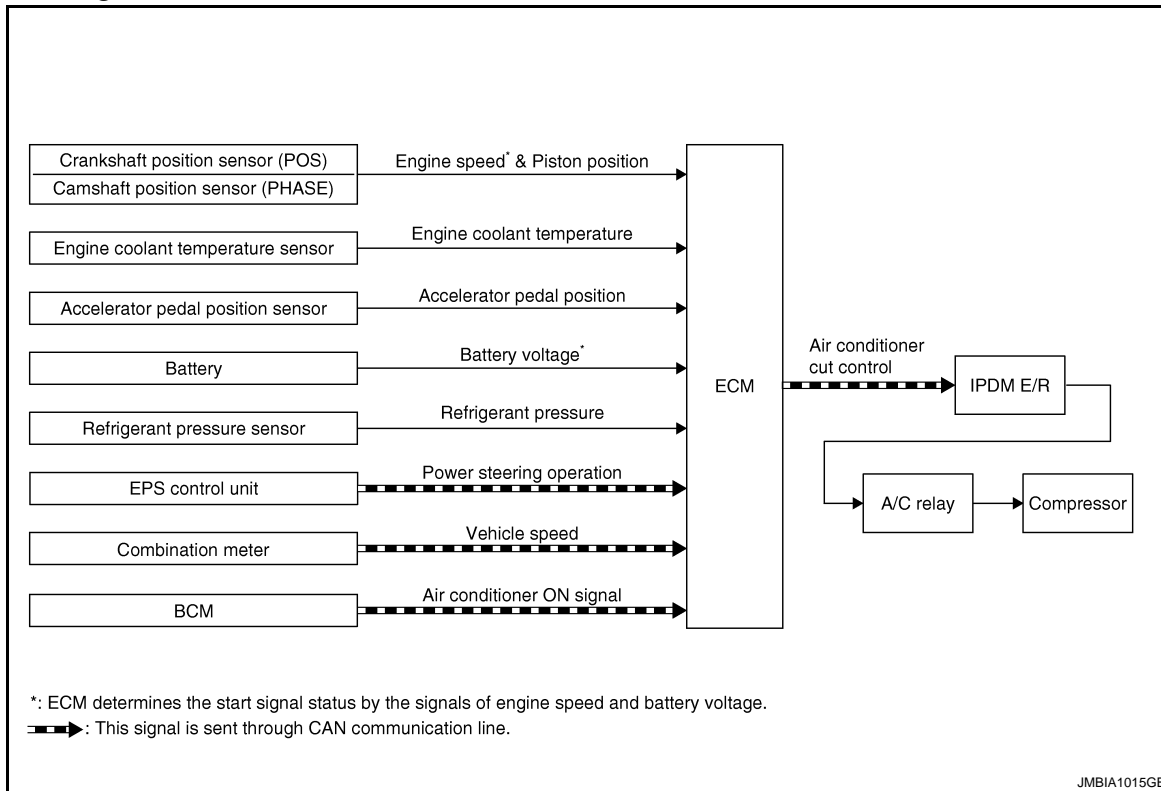 Crankshaft position sensor (POS)
Camshaft position sensor (PHASE)
Engine speed* & Piston position
Engine coolant temperature sensor
Engine coolant temperature
Accelerator pedal position sensor
Accelerator pedal position
Battery
Battery voltage*
Refrigerant pressure sensor
Refrigerant pressure
EPS control unit
Power steering operation
Combination meter
Vehicle speed
BCM
Air conditioner ON signal
ECM
Air conditioner
cut control
IPDM E/R
A/C relay
Compressor
*: ECM determines the start signal status by the signals of engine speed and battery voltage.
: This signal is sent through CAN communication line.